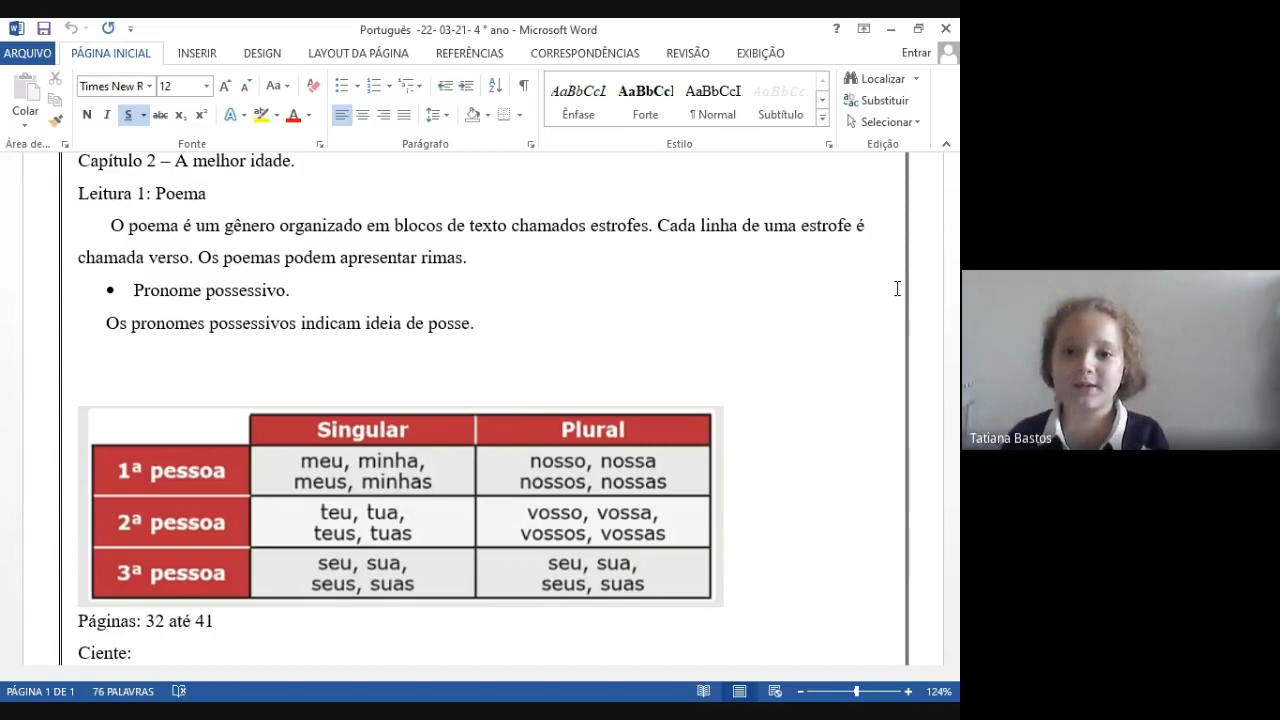 Português -22- 03-21- 4 ° ano - Microsoft Word
ARQUIVO PÁGINA INICIAL INSERIR DESIGN LAYOUT DA PÁGINA REFERÊNCIAS CORRESPONDÊNCIAS REVISÃO EXIBIÇÃO Entrar
Colar
Times New R 12
Aa
N I S abc x₂ x² A A
AaBbCcI AaBbCcI AaBbCcI AaBbCc.
Ênfase Forte ¶ Normal Subtítulo
Localizar
Substituir
Selecionar
Área de... Fonte Parágrafo Estilo Edição
Capítulo 2 – A melhor idade.
Leitura 1: Poema
O poema é um gênero organizado em blocos de texto chamados estrofes. Cada linha de uma estrofe é
chamada verso. Os poemas podem apresentar rimas.
• Pronome possessivo.
Os pronomes possessivos indicam ideia de posse.
Singular Plural
1ª pessoa
meu, minha,
meus, minhas
nosso, nossa
nossos, nossas
2ª pessoa
teu, tua,
teus, tuas
vosso, vossa,
vossos, vossas
3ª pessoa
seu, sua,
seus, suas
seu, sua,
seus, suas
Páginas: 32 até 41
Ciente:
Tatiana Bastos
PÁGINA 1 DE 1 76 PALAVRAS 124%